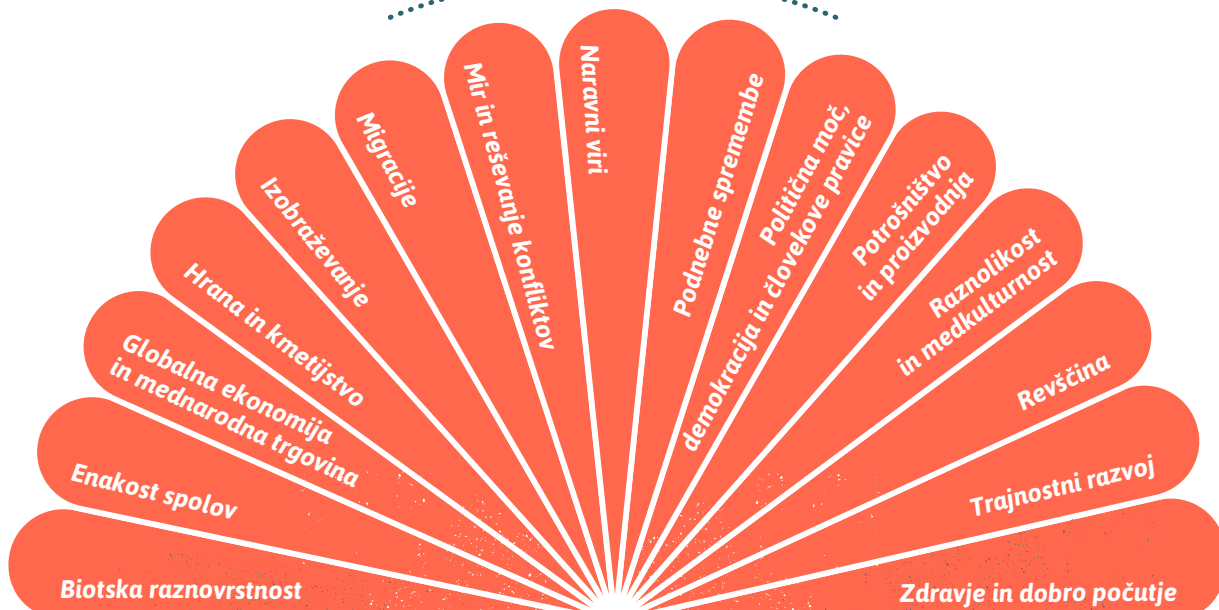 Biotska raznovrstnost
Enakost spolov
Globalna ekonomija
in mednarodna trgovina
Hrana in kmetijstvo
Izobraževanje
Migracije
Mir in reševanje konfliktov
Naravni viri
Podnebne spremembe
Politična moč,
demokracija in človekove pravice
Potrošništvo
in proizvodnja
Raznolikost
in medkulturnost
Revščina
Trajnostni razvoj
Zdravje in dobro počutje